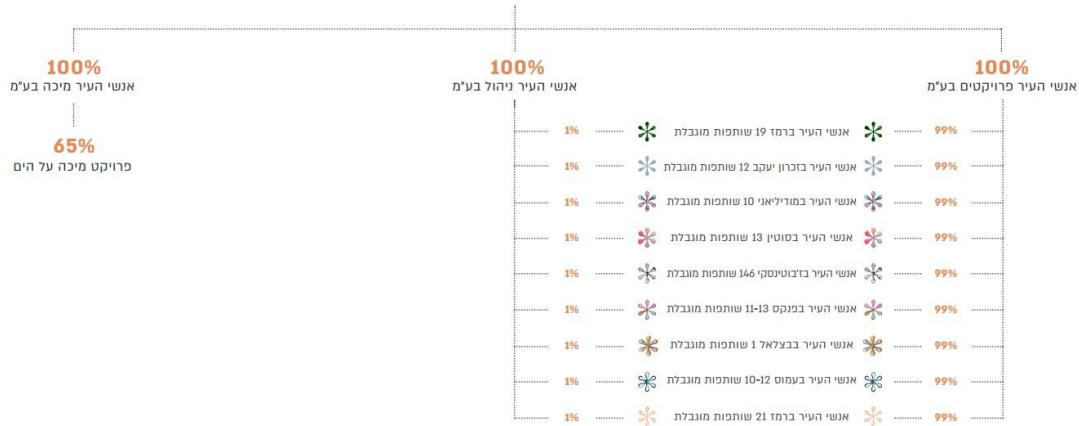 100%
אנשי העיר פרויקטים בע"מ
100%
אנשי העיר ניהול בע"מ
100%
אנשי העיר מיכה בע"מ
65%
פרויקט מיכה על הים
99% אנשי העיר ברמז 19 שותפות מוגבלת 1%
99% אנשי העיר בזכרון יעקב 12 שותפות מוגבלת 1%
99% אנשי העיר במודיליאני 10 שותפות מוגבלת 1%
99% אנשי העיר בסוטין 13 שותפות מוגבלת 1%
99% אנשי העיר בז'בוטינסקי 146 שותפות מוגבלת 1%
99% אנשי העיר בפנקס 11-13 שותפות מוגבלת 1%
99% אנשי העיר בבצלאל 1 שותפות מוגבלת 1%
99% אנשי העיר בעמוס 10-12 שותפות מוגבלת 1%
99% אנשי העיר ברמז 21 שותפות מוגבלת 1%